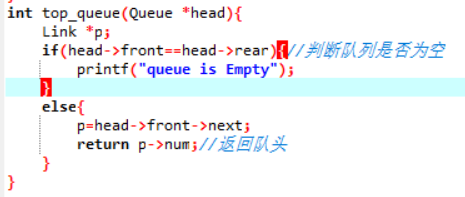 int top_queue(Queue *head){
    Link *p;
    if(head->front==head->rear){//判断队列是否为空
        printf("queue is Empty");
    }
    else{
        p=head->front->next;
        return p->num;//返回队头
    }
}